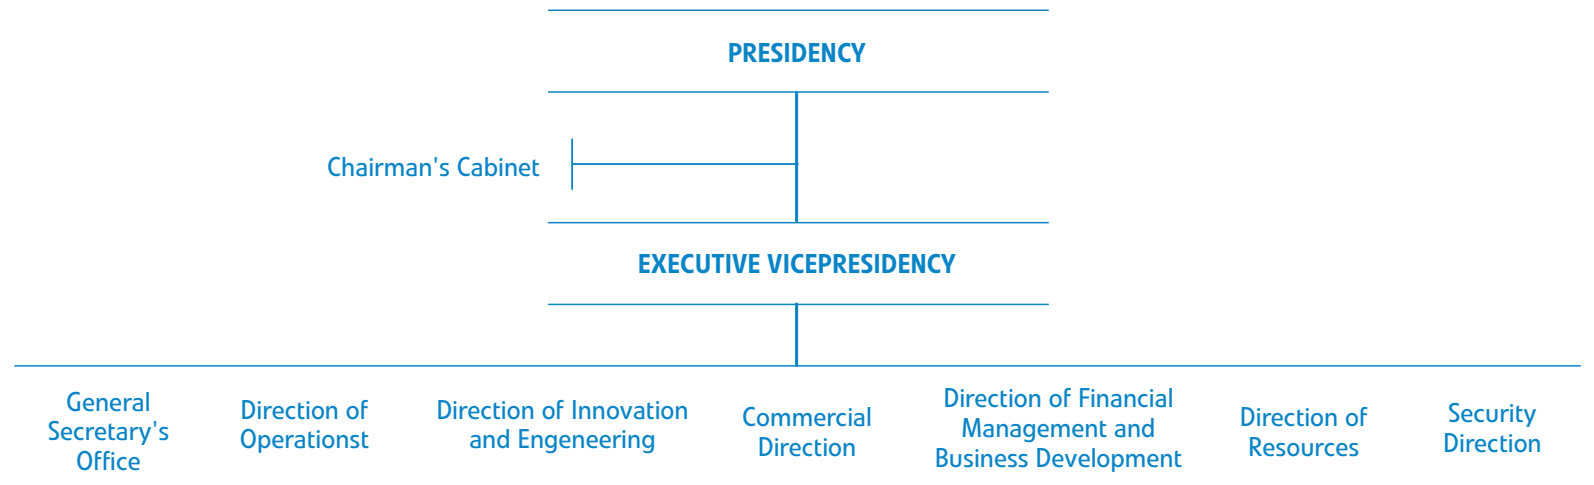 PRESIDENCY
Chairman's Cabinet
EXECUTIVE VICEPRESIDENCY
General
Secretary's
Office
Direction of
Operationst
Direction of Innovation
and Engeneering
Commercial
Direction
Direction of Financial
Management and
Business Development
Direction of
Resources
Security
Direction